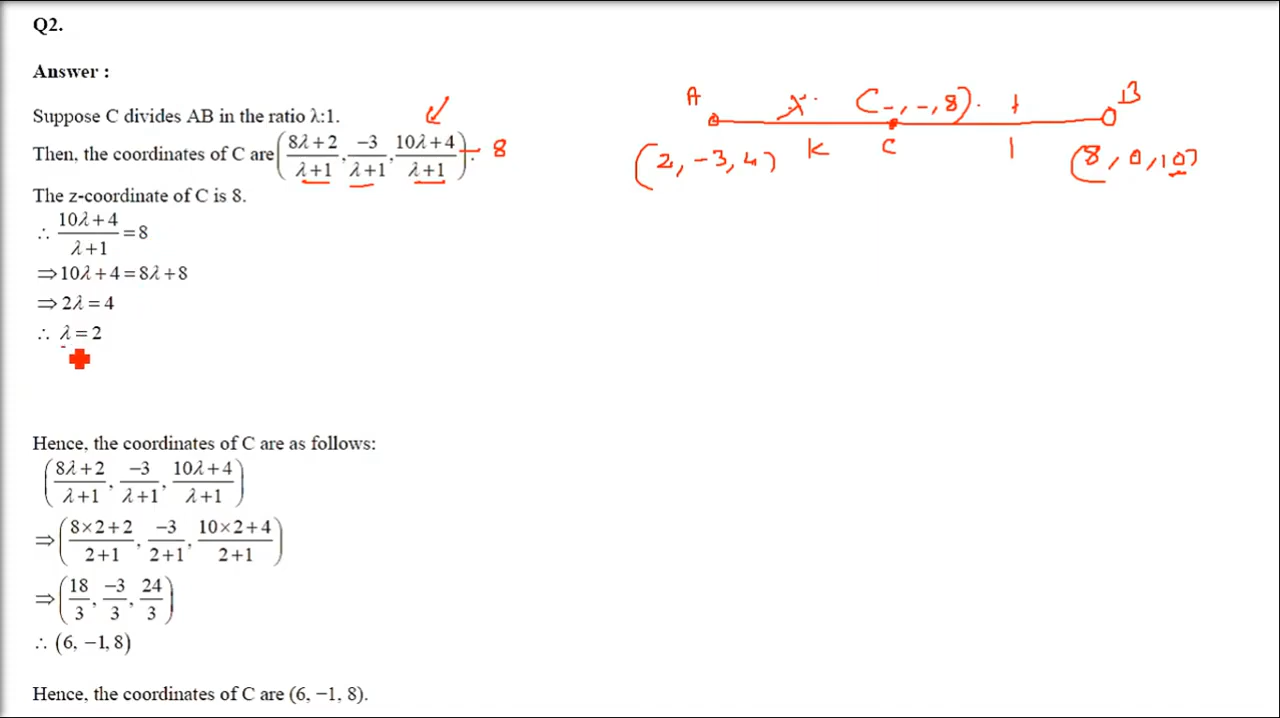 Q2.
Answer :
Suppose C divides AB in the ratio λ:1.
Then, the coordinates of C are (8λ+2/λ+1, −3/λ+1, 10λ+4/λ+1). 8
The z-coordinate of C is 8.
∴ 10λ+4/λ+1 = 8
⇒10λ+4=8λ+8
⇒2λ=4
∴ λ=2
Hence, the coordinates of C are as follows:
(8λ+2/λ+1, −3/λ+1, 10λ+4/λ+1)
⇒(8×2+2/2+1, −3/2+1, 10×2+4/2+1)
⇒(18/3, −3/3, 24/3)
∴ (6, −1, 8)
Hence, the coordinates of C are (6, −1, 8).
A λ (-, -, 8) 1 B
(2, -3, 4) K C 1 (8, 0, 10)